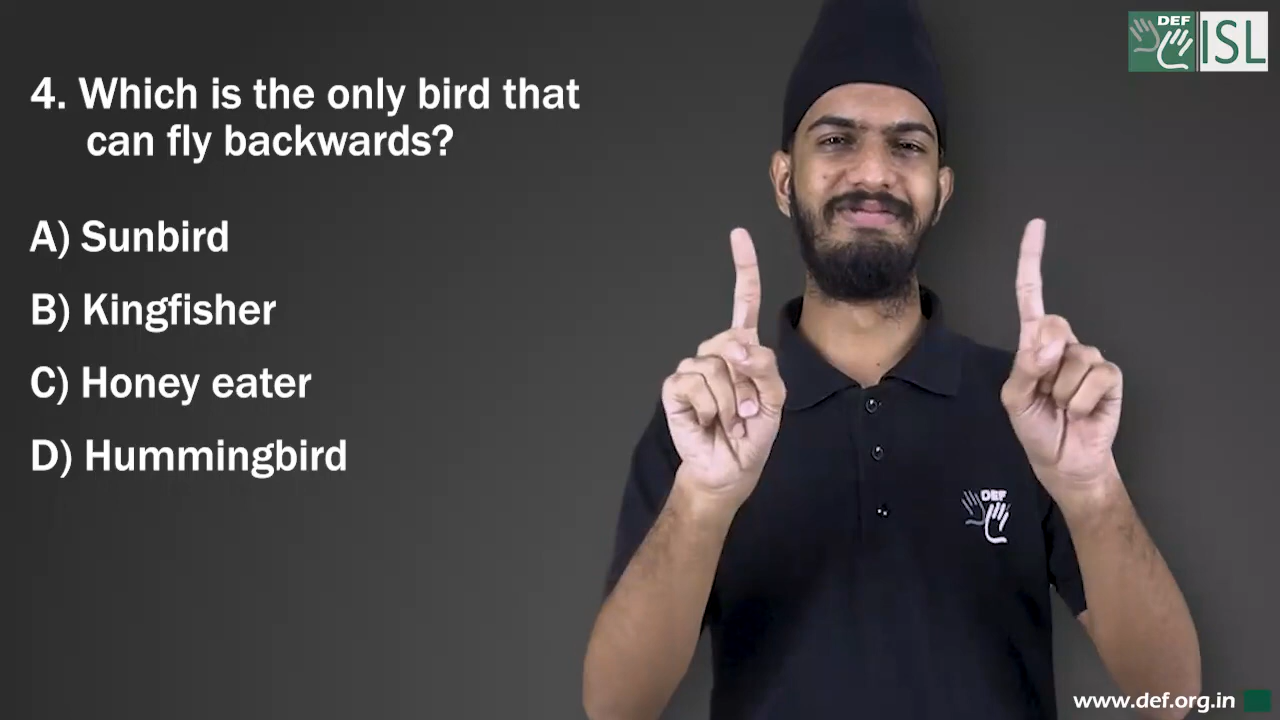 DEF
ISL
4. Which is the only bird that
can fly backwards?
A) Sunbird
B) Kingfisher
C) Honey eater
D) Hummingbird
DEF
www.def.org.in